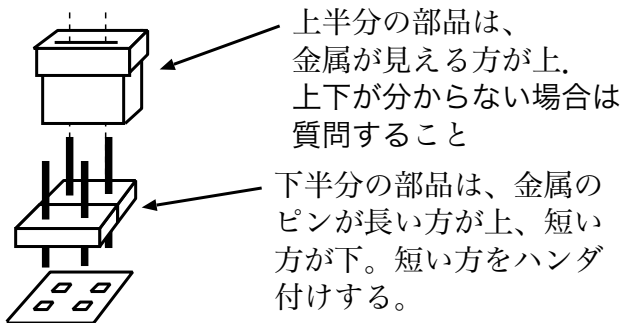 上半分の部品は、
金属が見える方が上.
上下が分からない場合は
質問すること
下半分の部品は、金属の
ピンが長い方が上、短い
方が下。短い方をハンダ
付けする。